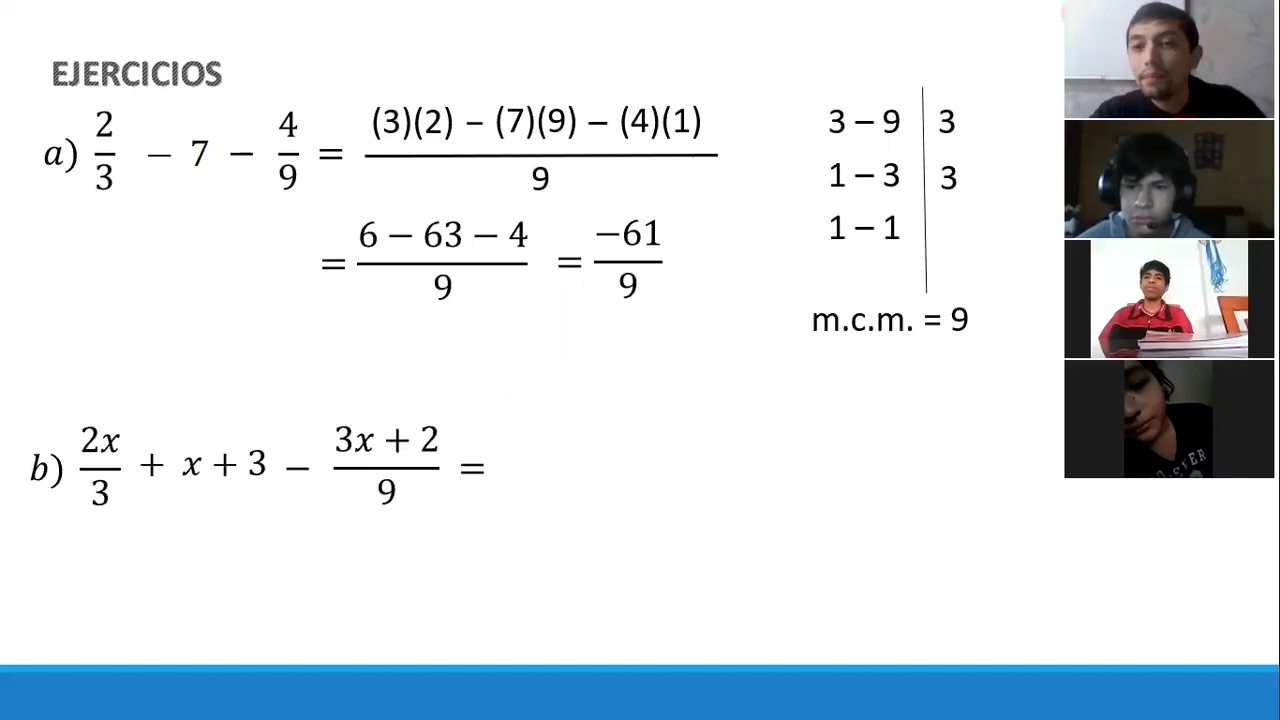 EJERCICIOS
a) 2/3 − 7 − 4/9 = ((3)(2) − (7)(9) − (4)(1))/9
= (6 − 63 − 4)/9 = −61/9
3 − 9 | 3
1 − 3 | 3
1 − 1 |
m.c.m. = 9
b) 2x/3 + x + 3 − (3x + 2)/9 =